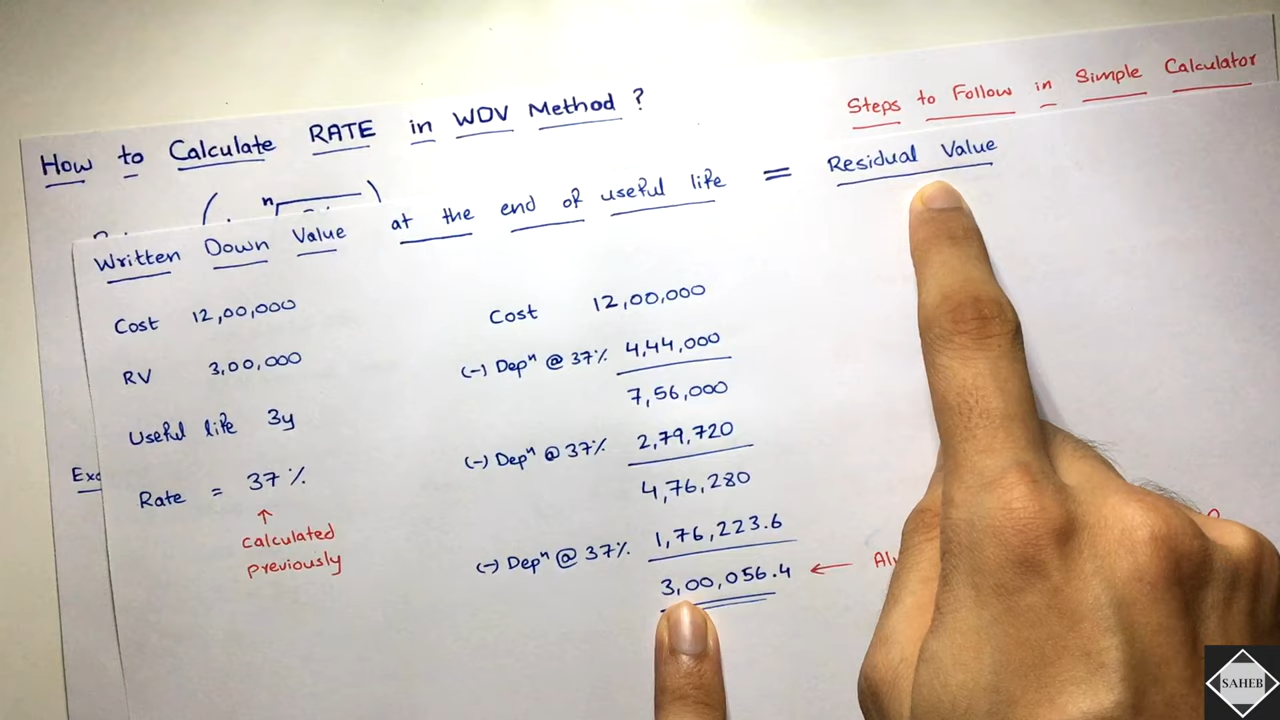 How to Calculate RATE in WDV Method ?
Steps to Follow in Simple Calculator
n
Written Down Value at the end of useful life = Residual Value
Cost 12,00,000
RV 3,00,000
Useful life 3y
Rate = 37 %
calculated
previously
Cost 12,00,000
(-) Depⁿ @ 37% 4,44,000
7,56,000
(-) Depⁿ @ 37% 2,79,720
4,76,280
(-) Depⁿ @ 37% 1,76,223.6
3,00,056.4
SAHEB